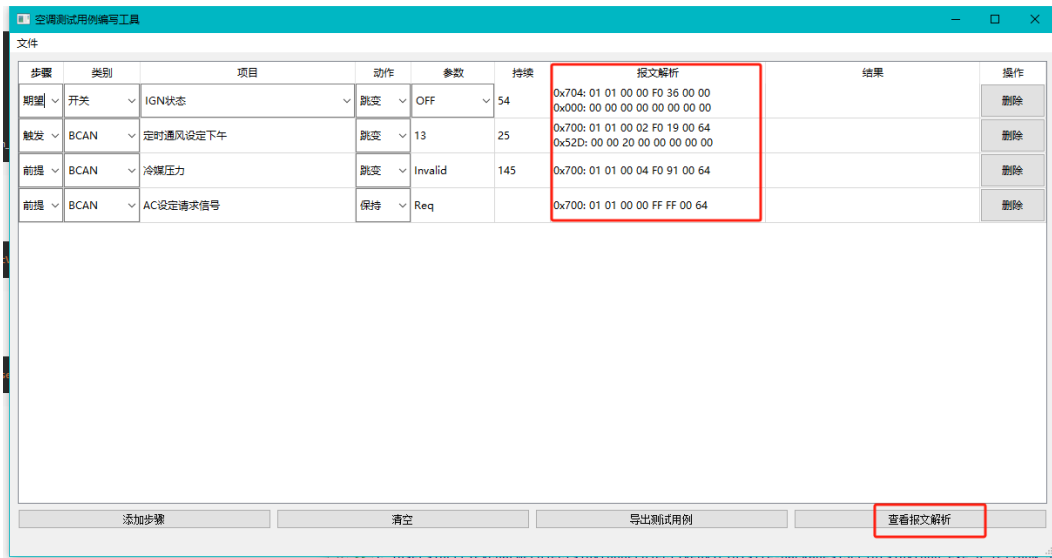 空调测试用例编写工具
文件
步骤 类别 项目 动作 参数 持续 报文解析 结果 操作
期望 开关 IGN状态 跳变 OFF 54 0x704: 01 01 00 00 F0 36 00 00 删除
0x000: 00 00 00 00 00 00 00 00
触发 BCAN 定时通风设定下午 跳变 13 25 0x700: 01 01 00 02 F0 19 00 64 删除
0x52D: 00 00 20 00 00 00 00 00
前提 BCAN 冷媒压力 跳变 Invalid 145 0x700: 01 01 00 04 F0 91 00 64 删除
前提 BCAN AC设定请求信号 保持 Req 0x700: 01 01 00 00 FF FF 00 64 删除
添加步骤 清空 导出测试用例 查看报文解析